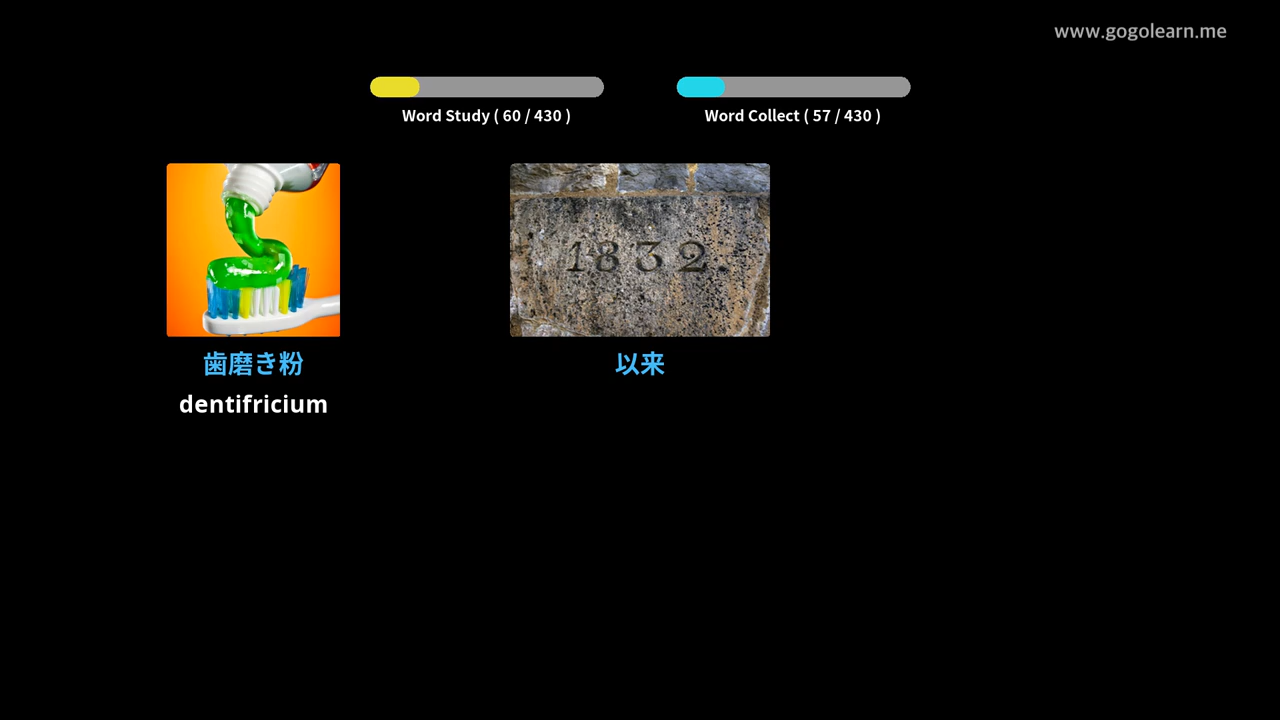 www.gogolearn.me
Word Study ( 60 / 430 )
Word Collect ( 57 / 430 )
1832.
歯磨き粉
以来
dentifricium